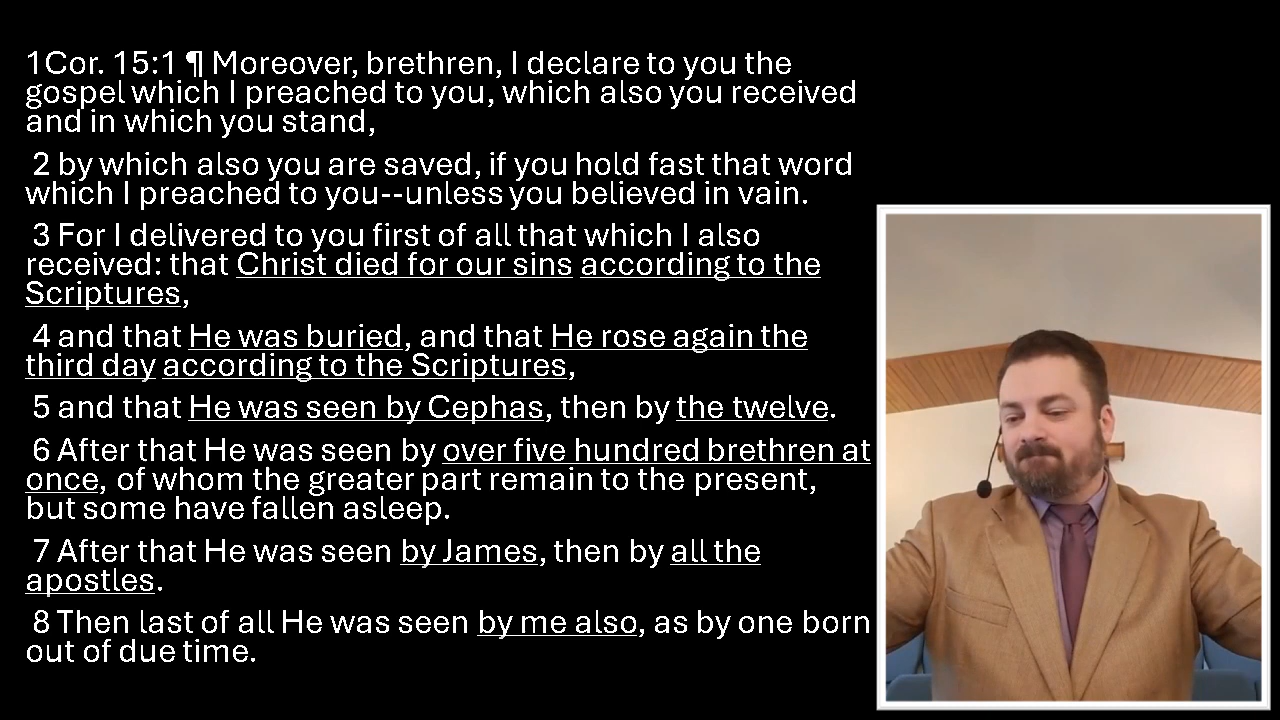 1Cor. 15:1 ¶ Moreover, brethren, I declare to you the
gospel which I preached to you, which also you received
and in which you stand,
2 by which also you are saved, if you hold fast that word
which I preached to you--unless you believed in vain.
3 For I delivered to you first of all that which I also
received: that Christ died for our sins according to the
Scriptures,
4 and that He was buried, and that He rose again the
third day according to the Scriptures,
5 and that He was seen by Cephas, then by the twelve.
6 After that He was seen by over five hundred brethren at
once, of whom the greater part remain to the present,
but some have fallen asleep.
7 After that He was seen by James, then by all the
apostles.
8 Then last of all He was seen by me also, as by one born
out of due time.